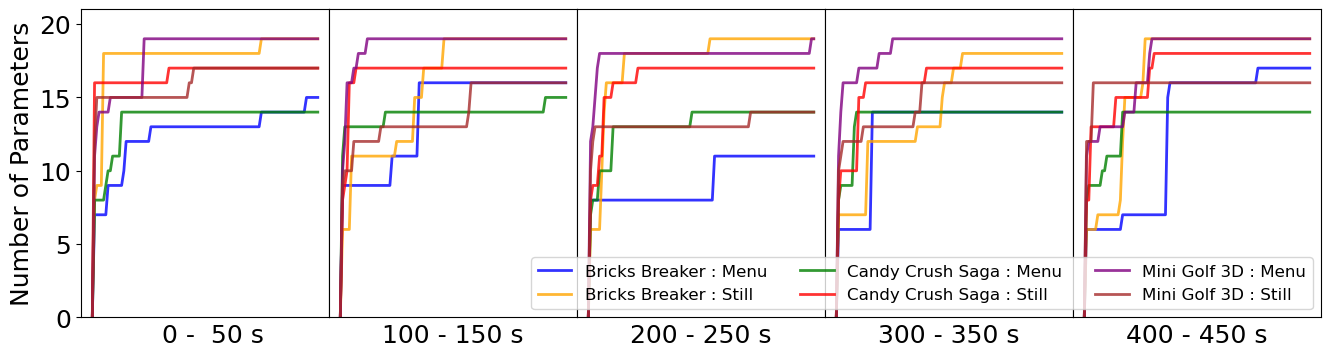 Number of Parameters
20
15
10
5
0
Bricks Breaker : Menu
Bricks Breaker : Still
Candy Crush Saga : Menu
Candy Crush Saga : Still
Mini Golf 3D : Menu
Mini Golf 3D : Still
0 -  50 s
100 - 150 s
200 - 250 s
300 - 350 s
400 - 450 s